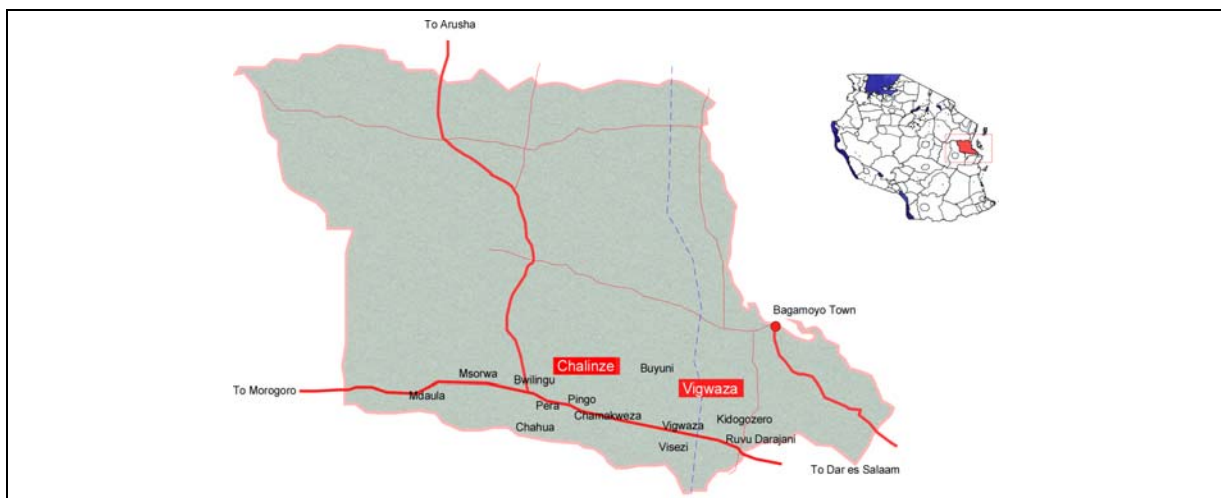 To Arusha
Bagamoyo Town
Chalinze
Buyuni
Msorwa
Bwilingu
Vigwaza
To Morogoro
Mdaula
Pingo
Pera
Chamakweza
Kidogozero
Chahua
Vigwaza
Ruvu Darajani
Visezi
To Dar es Salaam